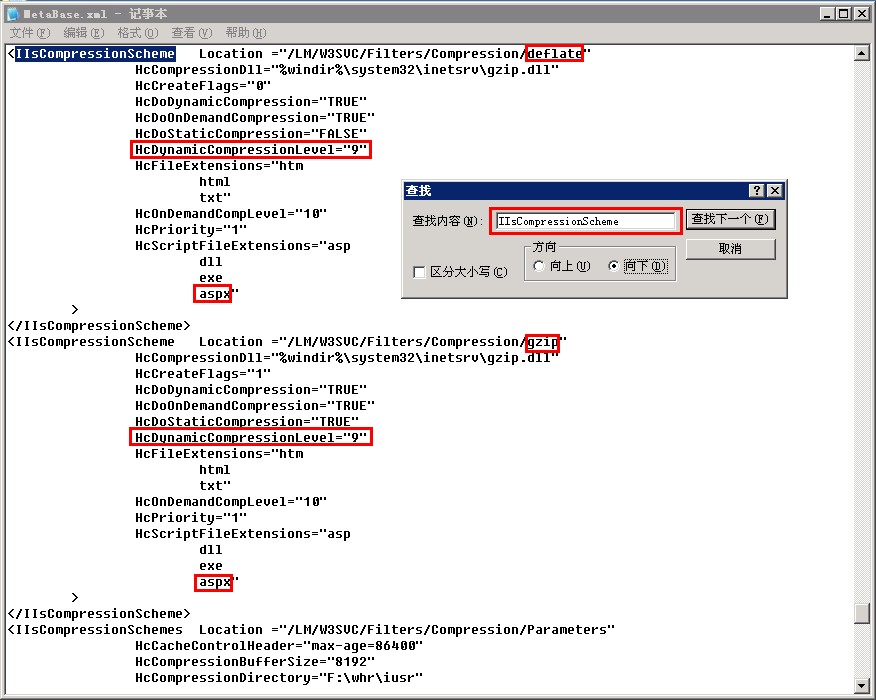 MetaBase.xml - 记事本
文件(F) 编辑(E) 格式(O) 查看(V) 帮助(H)
<IIsCompressionScheme Location ="/LM/W3SVC/Filters/Compression/deflate"
HcCompressionDll="%windir%\system32\inetsrv\gzip.dll"
HcCreateFlags="0"
HcDoDynamicCompression="TRUE"
HcDoOnDemandCompression="TRUE"
HcDoStaticCompression="FALSE"
HcDynamicCompressionLevel="9"
HcFileExtensions="htm
html
txt"
HcOnDemandCompLevel="10"
HcPriority="1"
HcScriptFileExtensions="asp
dll
exe
aspx"
>
</IIsCompressionScheme>
<IIsCompressionScheme Location ="/LM/W3SVC/Filters/Compression/gzip"
HcCompressionDll="%windir%\system32\inetsrv\gzip.dll"
HcCreateFlags="1"
HcDoDynamicCompression="TRUE"
HcDoOnDemandCompression="TRUE"
HcDoStaticCompression="TRUE"
HcDynamicCompressionLevel="9"
HcFileExtensions="htm
html
txt"
HcOnDemandCompLevel="10"
HcPriority="1"
HcScriptFileExtensions="asp
dll
exe
aspx"
>
</IIsCompressionScheme>
<IIsCompressionSchemes Location ="/LM/W3SVC/Filters/Compression/Parameters"
HcCacheControlHeader="max-age=86400"
HcCompressionBufferSize="8192"
HcCompressionDirectory="F:\whr\iusr"
查找
查找内容(N): IIsCompressionScheme 查找下一个(F)
方向 取消
区分大小写(C) 向上(U) 向下(D)